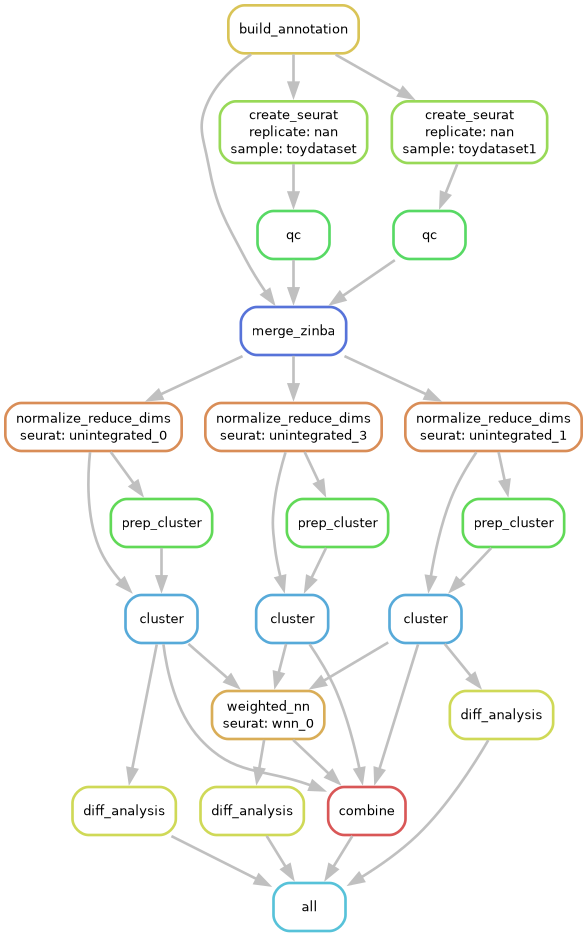 build_annotation
create_seurat
replicate: nan
sample: toydataset
create_seurat
replicate: nan
sample: toydataset1
qc
qc
merge_zinba
normalize_reduce_dims
seurat: unintegrated_0
normalize_reduce_dims
seurat: unintegrated_3
normalize_reduce_dims
seurat: unintegrated_1
prep_cluster
prep_cluster
prep_cluster
cluster
cluster
cluster
weighted_nn
seurat: wnn_0
diff_analysis
diff_analysis
diff_analysis
combine
all